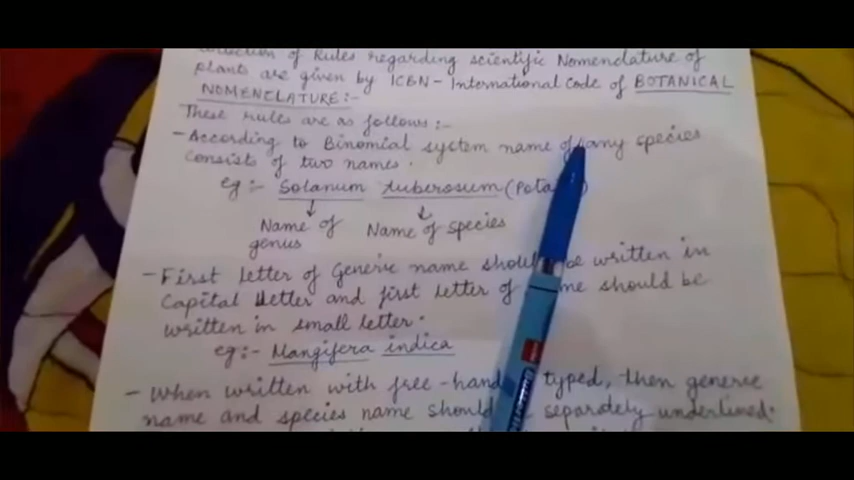 collection of Rules regarding scientific Nomenclature of
plants are given by ICBN - International Code of BOTANICAL
NOMENCLATURE :-
These rules are as follows :-
- According to Binomial system name of any species
consists of two names .
eg :- Solanum tuberosum (Pota
Name of Name of species
genus
- First letter of Generic name should be written in
Capital letter and first letter of me should be
written in small letter .
eg :- Mangifera indica
- When written with free-hand typed, then generic
name and species name should separately underlined.